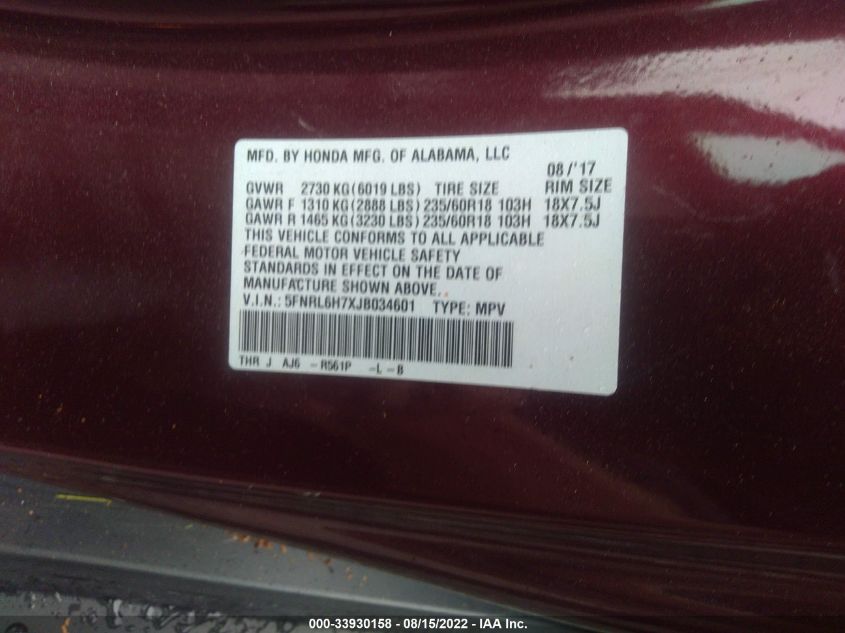 MFD. BY HONDA MFG. OF ALABAMA, LLC
08/'17
GVWR 2730 KG(6019 LBS) TIRE SIZE RIM SIZE
GAWR F 1310 KG(2888 LBS)235/60R18 103H 18X7.5J
GAWR R 1465 KG(3230 LBS)235/60R18 103H 18X7.5J
THIS VEHICLE CONFORMS TO ALL APPLICABLE
FEDERAL MOTOR VEHICLE SAFETY
STANDARDS IN EFFECT ON THE DATE OF
MANUFACTURE SHOWN ABOVE.
V.I.N.: 5FNRL6H7XJB034601 TYPE: MPV
THR J AJ6 -R561P -L-B
000-33930158 - 08/15/2022 - IAA Inc.